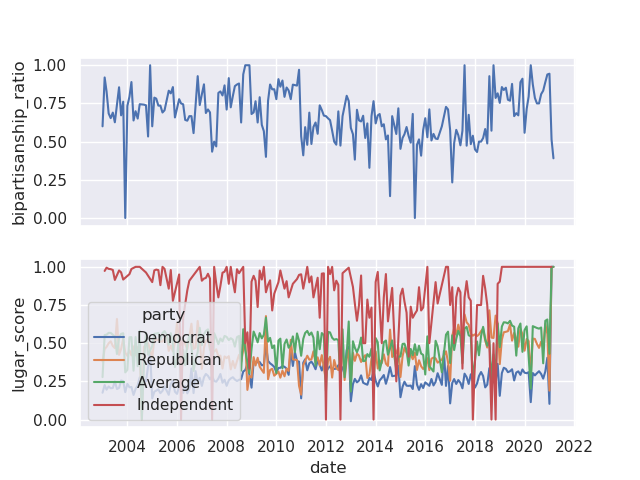 1.00
0.75
0.50
0.25
0.00
bipartisanship_ratio
1.00
0.75
0.50
0.25
0.00
lugar_score
party
Democrat
Republican
Average
Independent
2004 2006 2008 2010 2012 2014 2016 2018 2020 2022
date